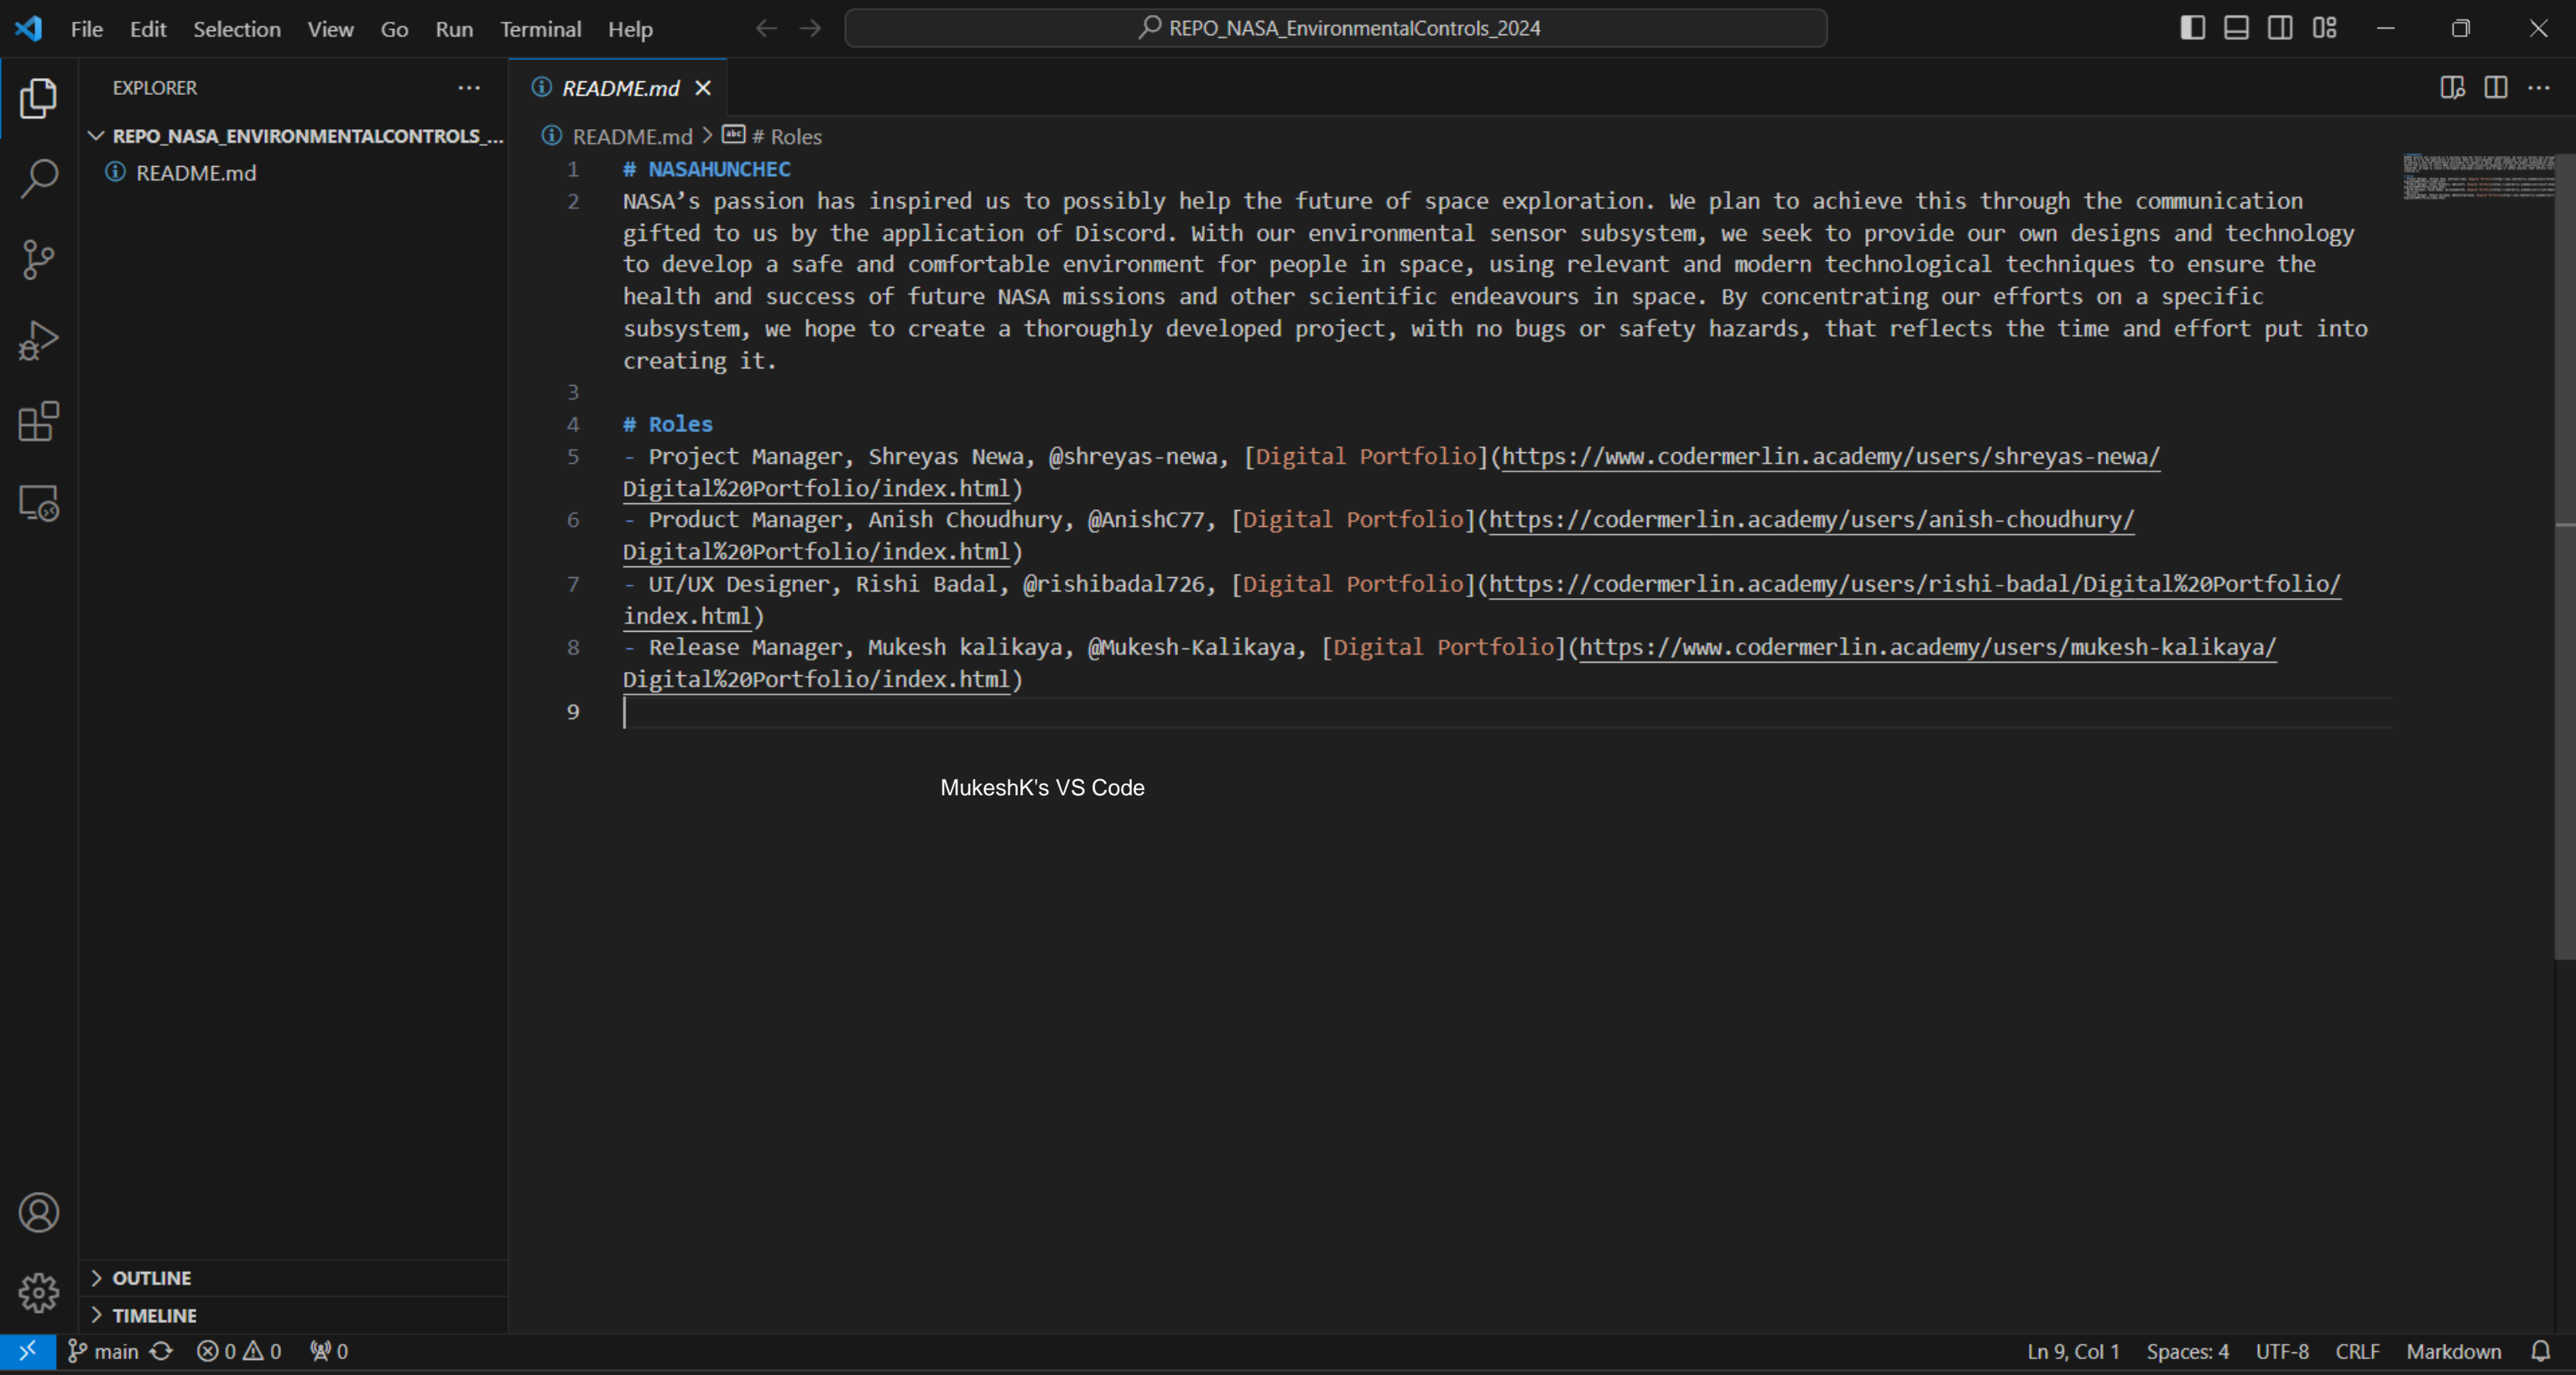 File Edit Selection View Go Run Terminal Help REPO_NASA_EnvironmentalControls_2024
EXPLORER
REPO_NASA_ENVIRONMENTALCONTROLS_...
README.md
README.md
README.md > # Roles
1 # NASAHUNCHEC
2 NASA’s passion has inspired us to possibly help the future of space exploration. We plan to achieve this through the communication
gifted to us by the application of Discord. With our environmental sensor subsystem, we seek to provide our own designs and technology
to develop a safe and comfortable environment for people in space, using relevant and modern technological techniques to ensure the
health and success of future NASA missions and other scientific endeavours in space. By concentrating our efforts on a specific
subsystem, we hope to create a thoroughly developed project, with no bugs or safety hazards, that reflects the time and effort put into
creating it.
3
4 # Roles
5 - Project Manager, Shreyas Newa, @shreyas-newa, [Digital Portfolio](https://www.codermerlin.academy/users/shreyas-newa/
Digital%20Portfolio/index.html)
6 - Product Manager, Anish Choudhury, @AnishC77, [Digital Portfolio](https://codermerlin.academy/users/anish-choudhury/
Digital%20Portfolio/index.html)
7 - UI/UX Designer, Rishi Badal, @rishibadal726, [Digital Portfolio](https://codermerlin.academy/users/rishi-badal/Digital%20Portfolio/
index.html)
8 - Release Manager, Mukesh kalikaya, @Mukesh-Kalikaya, [Digital Portfolio](https://www.codermerlin.academy/users/mukesh-kalikaya/
Digital%20Portfolio/index.html)
9
MukeshK's VS Code
OUTLINE
TIMELINE
main 0 0 0 Ln 9, Col 1 Spaces: 4 UTF-8 CRLF Markdown